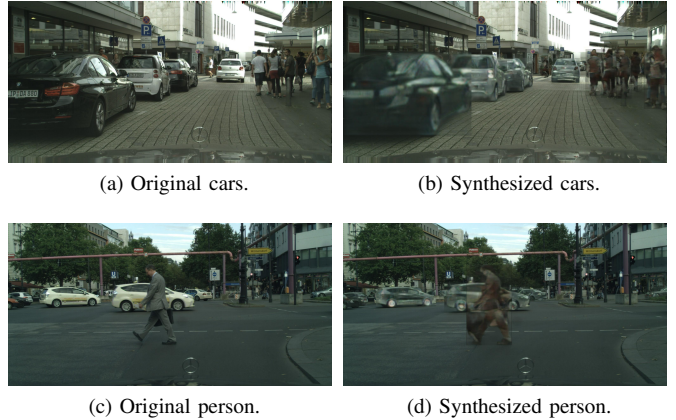 P
P
(a) Original cars.
(b) Synthesized cars.
(c) Original person.
(d) Synthesized person.